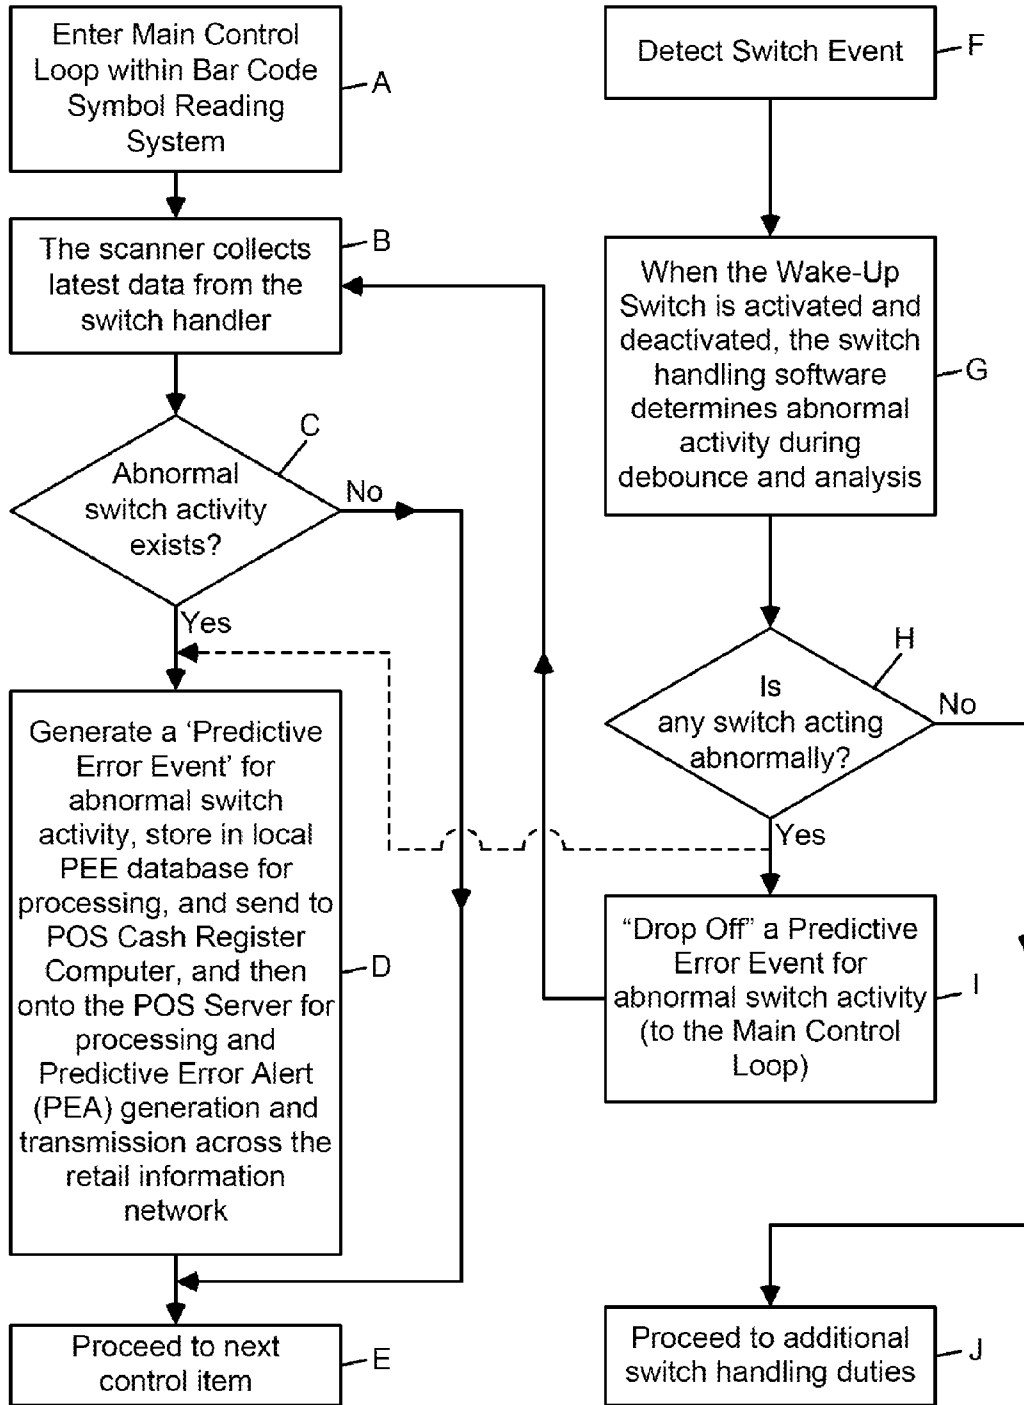 Enter Main Control
Loop within Bar Code
Symbol Reading
System
A
The scanner collects
latest data from the
switch handler
B
Abnormal
switch activity
exists?
C
No
Yes
Generate a ‘Predictive
Error Event’ for
abnormal switch
activity, store in local
PEE database for
processing, and send to
POS Cash Register
Computer, and then
onto the POS Server for
processing and
Predictive Error Alert
(PEA) generation and
transmission across the
retail information
network
D
Proceed to next
control item
E
Detect Switch Event
F
When the Wake-Up
Switch is activated and
deactivated, the switch
handling software
determines abnormal
activity during
debounce and analysis
G
Is
any switch acting
abnormally?
H
No
Yes
“Drop Off” a Predictive
Error Event for
abnormal switch activity
(to the Main Control
Loop)
I
Proceed to additional
switch handling duties
J